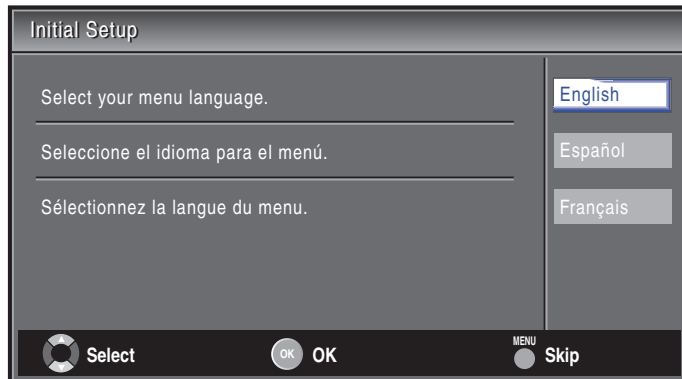 Initial Setup
Select your menu language.
English
Seleccione el idioma para el menú.
Español
Sélectionnez la langue du menu.
Français
Select
OK OK
MENU
Skip